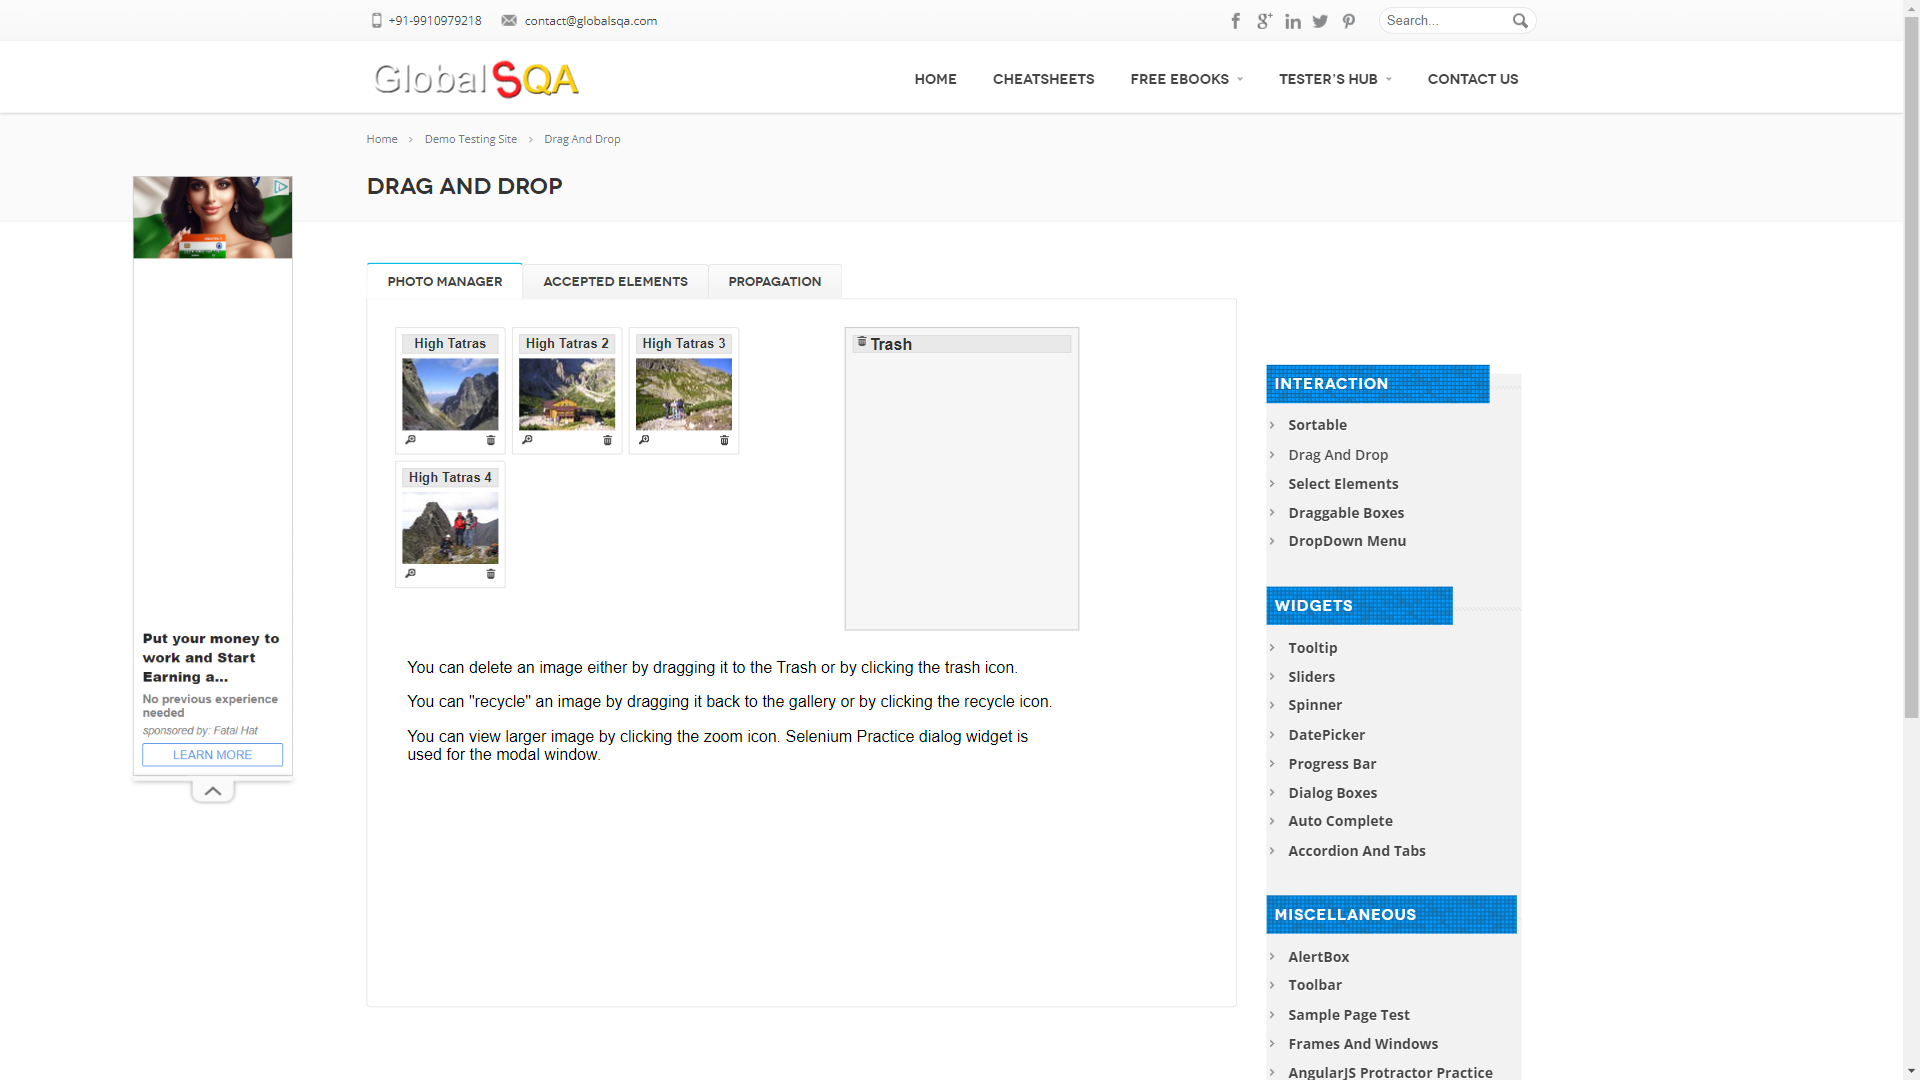 +91-9910979218 contact@globalsqa.com
Search...
GlobalSQA
HOME CHEATSHEETS FREE EBOOKS TESTER'S HUB CONTACT US
Home › Demo Testing Site › Drag And Drop
DRAG AND DROP
PHOTO MANAGER ACCEPTED ELEMENTS PROPAGATION
High Tatras
High Tatras 2
High Tatras 3
High Tatras 4
Trash
You can delete an image either by dragging it to the Trash or by clicking the trash icon.
You can "recycle" an image by dragging it back to the gallery or by clicking the recycle icon.
You can view larger image by clicking the zoom icon. Selenium Practice dialog widget is
used for the modal window.
Put your money to
work and Start
Earning a...
No previous experience
needed
sponsored by: Fatal Hat
LEARN MORE
INTERACTION
Sortable
Drag And Drop
Select Elements
Draggable Boxes
DropDown Menu
WIDGETS
Tooltip
Sliders
Spinner
DatePicker
Progress Bar
Dialog Boxes
Auto Complete
Accordion And Tabs
MISCELLANEOUS
AlertBox
Toolbar
Sample Page Test
Frames And Windows
AngularJS Protractor Practice